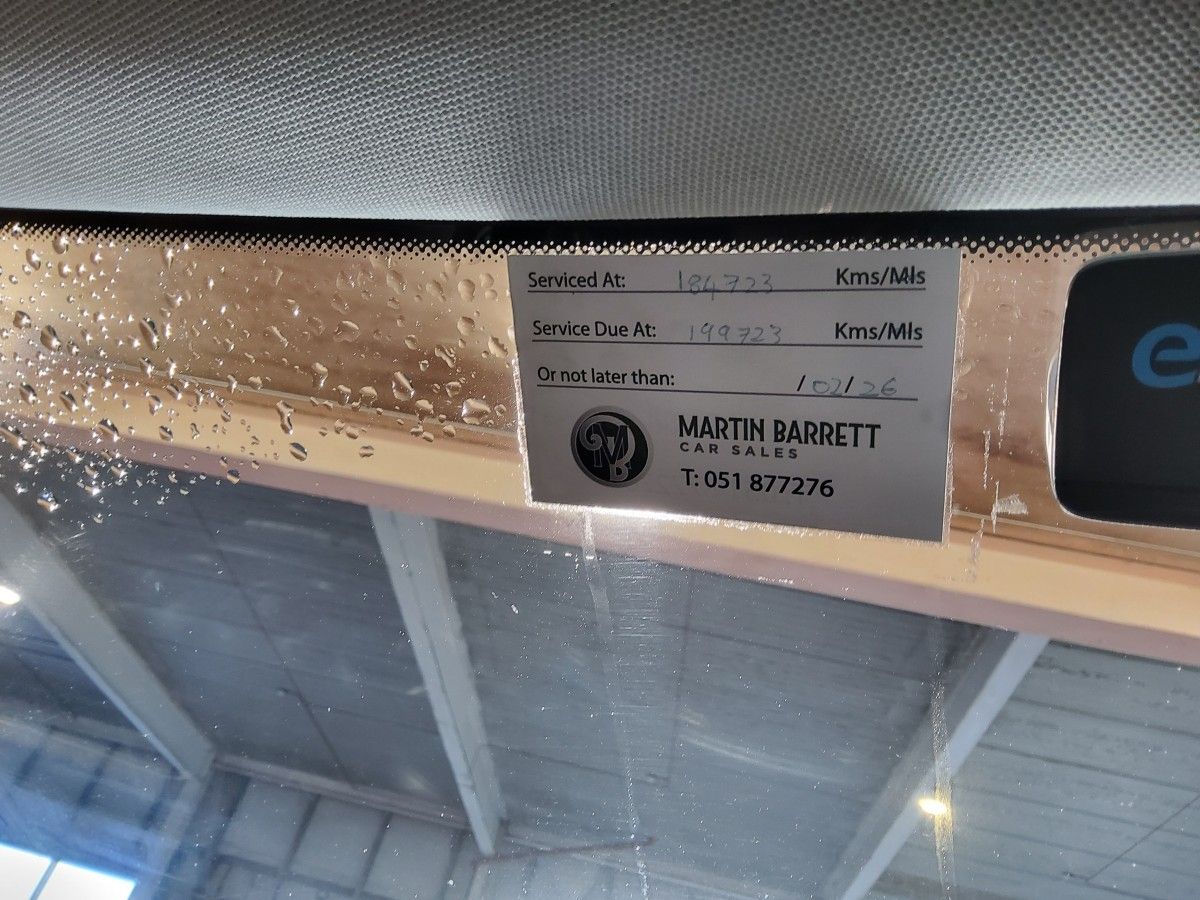 Serviced At: 184723 Kms/Mls
Service Due At: 199723 Kms/Mls
Or not later than: /02/26
MB
MARTIN BARRETT
CAR SALES
T: 051 877276
e